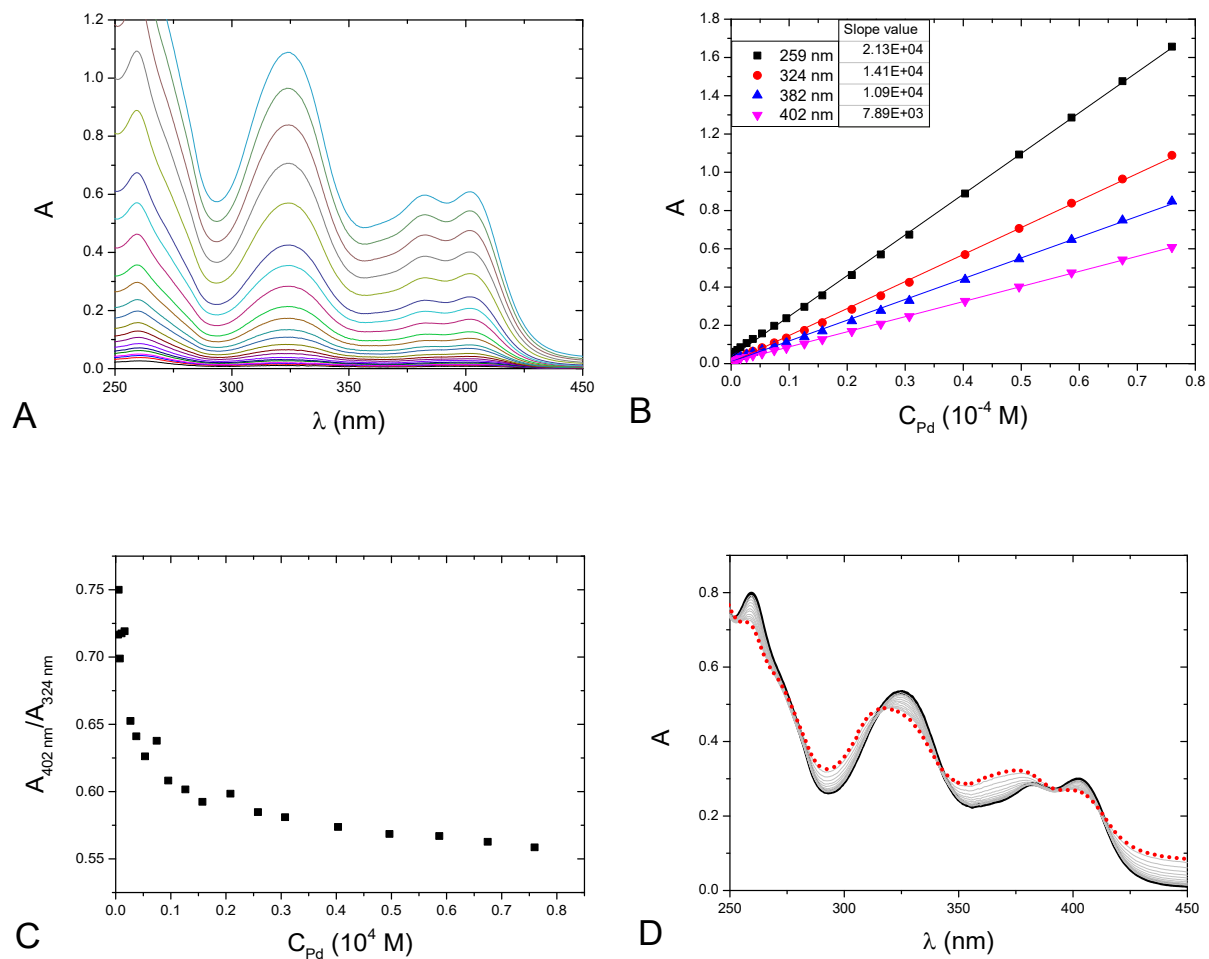 1.2
1.0
0.8
0.6
0.4
0.2
0.0
A
250 300 350 400 450
λ (nm)
A
Slope value
259 nm 2.13E+04
324 nm 1.41E+04
382 nm 1.09E+04
402 nm 7.89E+03
1.8
1.6
1.4
1.2
1.0
0.8
0.6
0.4
0.2
0.0
A
0.0 0.1 0.2 0.3 0.4 0.5 0.6 0.7 0.8
C_Pd (10^-4 M)
B
0.75
0.70
0.65
0.60
0.55
A_402 nm/A_324 nm
0.0 0.1 0.2 0.3 0.4 0.5 0.6 0.7 0.8
C_Pd (10^4 M)
C
0.8
0.6
0.4
0.2
0.0
A
250 300 350 400 450
λ (nm)
D